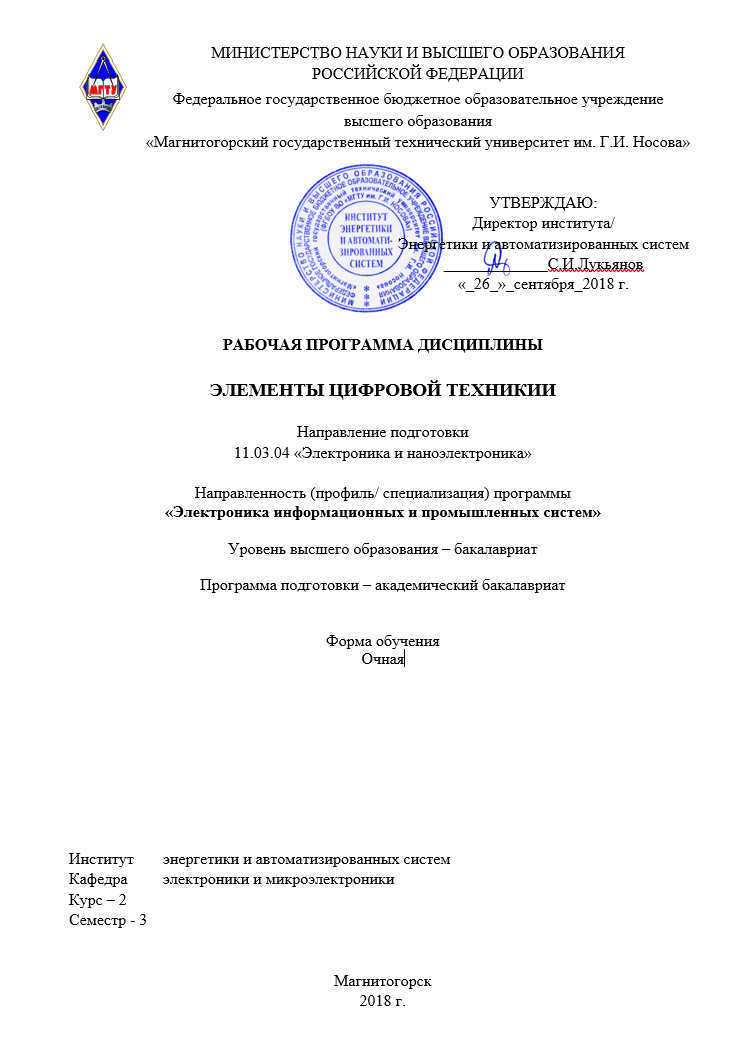 МИНИСТЕРСТВО НАУКИ И ВЫСШЕГО ОБРАЗОВАНИЯ
РОССИЙСКОЙ ФЕДЕРАЦИИ
Федеральное государственное бюджетное образовательное учреждение
высшего образования
«Магнитогорский государственный технический университет им. Г.И. Носова»
МГТУ
ИНСТИТУТ
ЭНЕРГЕТИКИ
И АВТОМАТИ-
ЗИРОВАННЫХ
СИСТЕМ
УТВЕРЖДАЮ:
Директор института/
Энергетики и автоматизированных систем
_____________С.И.Лукьянов
«_26_»_сентября_2018 г.
РАБОЧАЯ ПРОГРАММА ДИСЦИПЛИНЫ
ЭЛЕМЕНТЫ ЦИФРОВОЙ ТЕХНИКИИ
Направление подготовки
11.03.04 «Электроника и наноэлектроника»
Направленность (профиль/ специализация) программы
«Электроника информационных и промышленных систем»
Уровень высшего образования – бакалавриат
Программа подготовки – академический бакалавриат
Форма обучения
Очная
Институт энергетики и автоматизированных систем
Кафедра электроники и микроэлектроники
Курс – 2
Семестр - 3
Магнитогорск
2018 г.